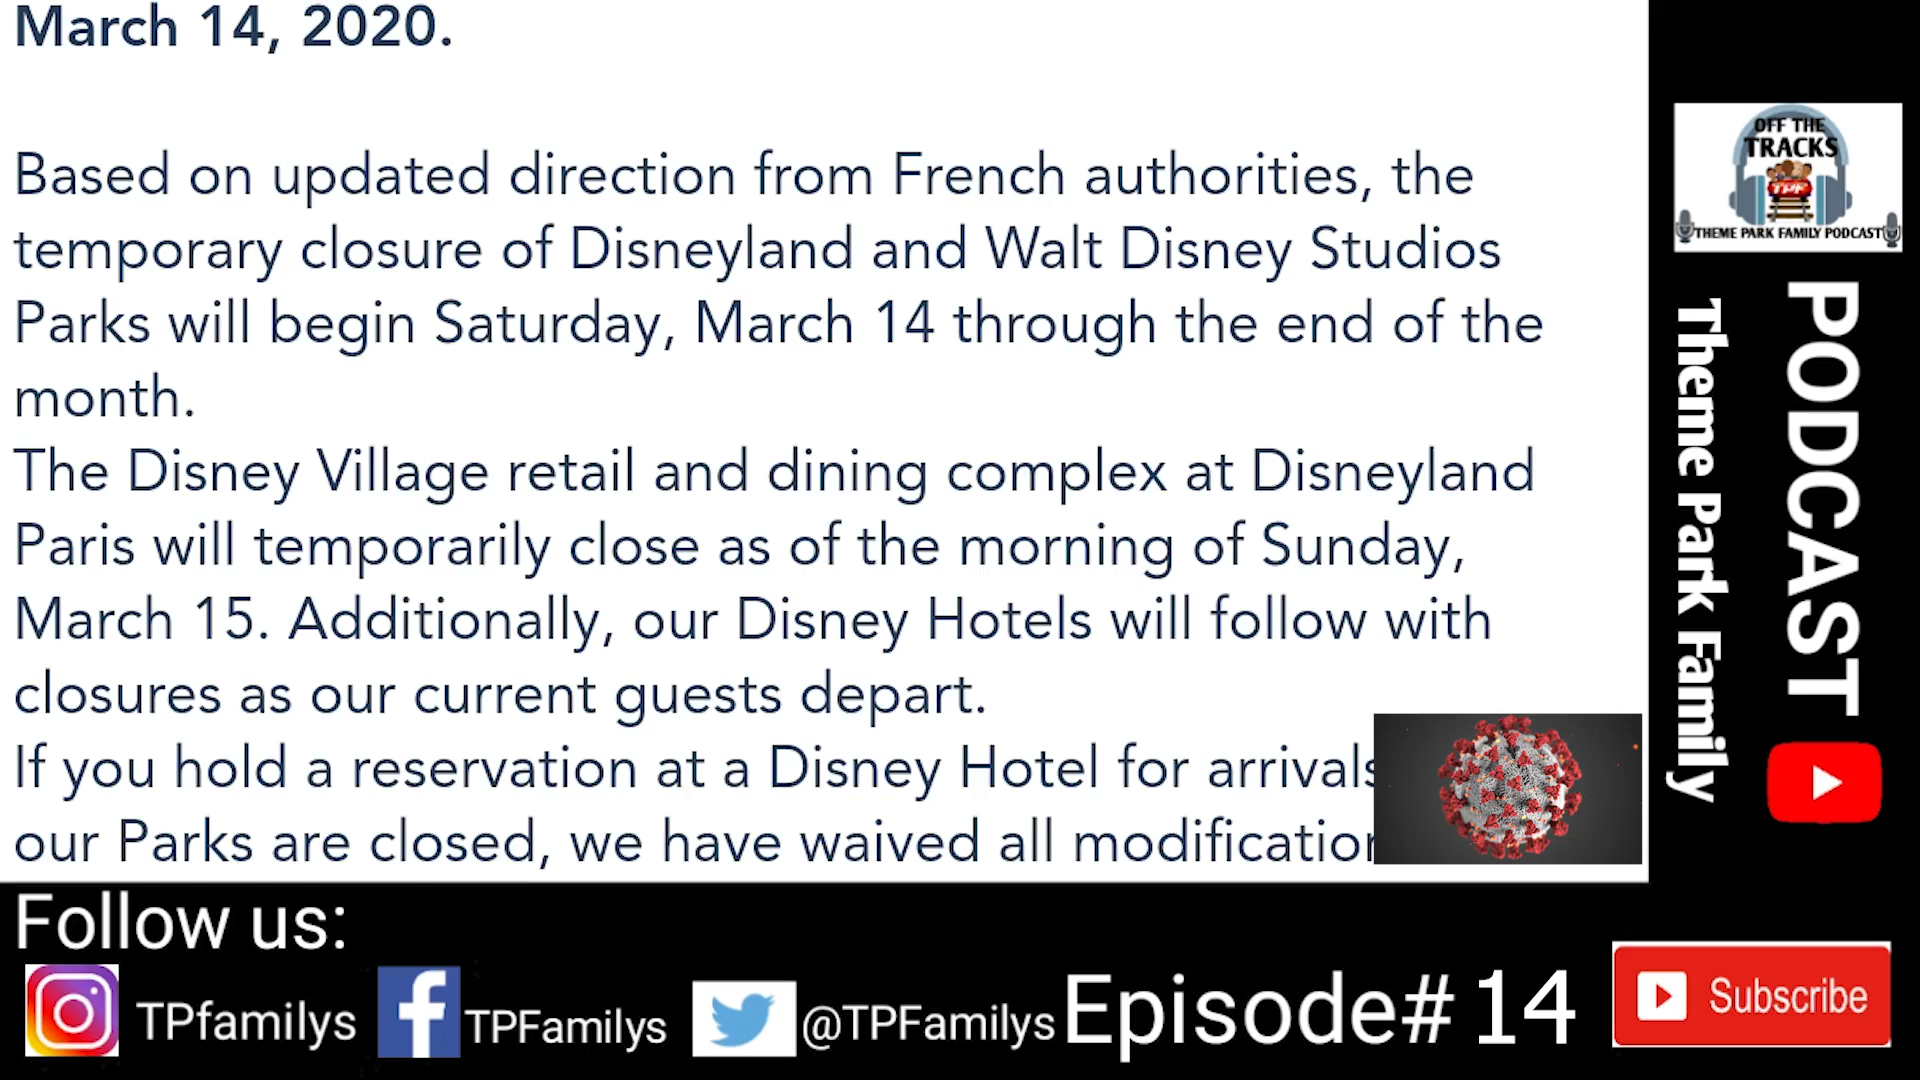 March 14, 2020.
Based on updated direction from French authorities, the
temporary closure of Disneyland and Walt Disney Studios
Parks will begin Saturday, March 14 through the end of the
month.
The Disney Village retail and dining complex at Disneyland
Paris will temporarily close as of the morning of Sunday,
March 15. Additionally, our Disney Hotels will follow with
closures as our current guests depart.
If you hold a reservation at a Disney Hotel for arrivals
our Parks are closed, we have waived all modification
OFF THE
TRACKS
TPF
THEME PARK FAMILY PODCAST
PODCAST
Theme Park Family
Follow us:
TPfamilys
TPFamilys
@TPFamilys
Episode# 14
Subscribe